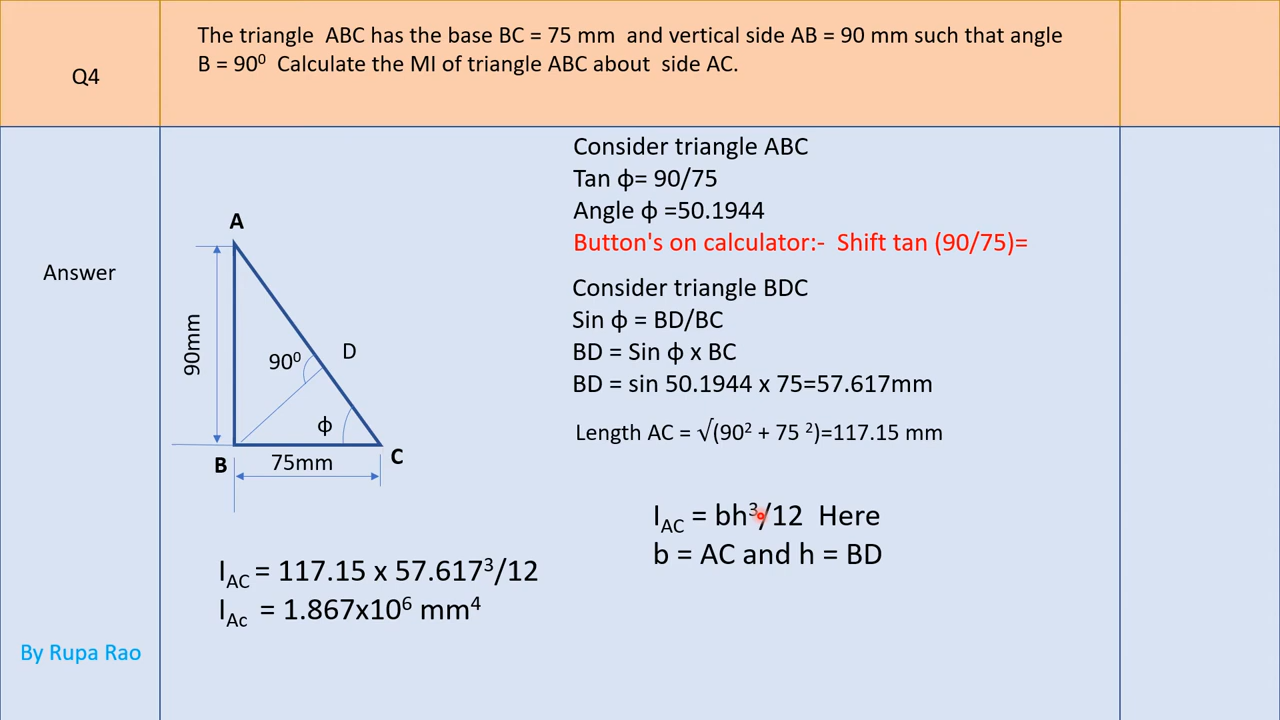 Q4
The triangle ABC has the base BC = 75 mm and vertical side AB = 90 mm such that angle
B = 90⁰ Calculate the MI of triangle ABC about side AC.
Answer
A
90mm
90⁰
D
ϕ
B
75mm
C
Consider triangle ABC
Tan ϕ= 90/75
Angle ϕ =50.1944
Button's on calculator:- Shift tan (90/75)=
Consider triangle BDC
Sin ϕ = BD/BC
BD = Sin ϕ x BC
BD = sin 50.1944 x 75=57.617mm
Length AC = √(90² + 75 ²)=117.15 mm
I_AC = bh³/12 Here
b = AC and h = BD
I_AC = 117.15 x 57.617³/12
I_Ac = 1.867x10⁶ mm⁴
By Rupa Rao